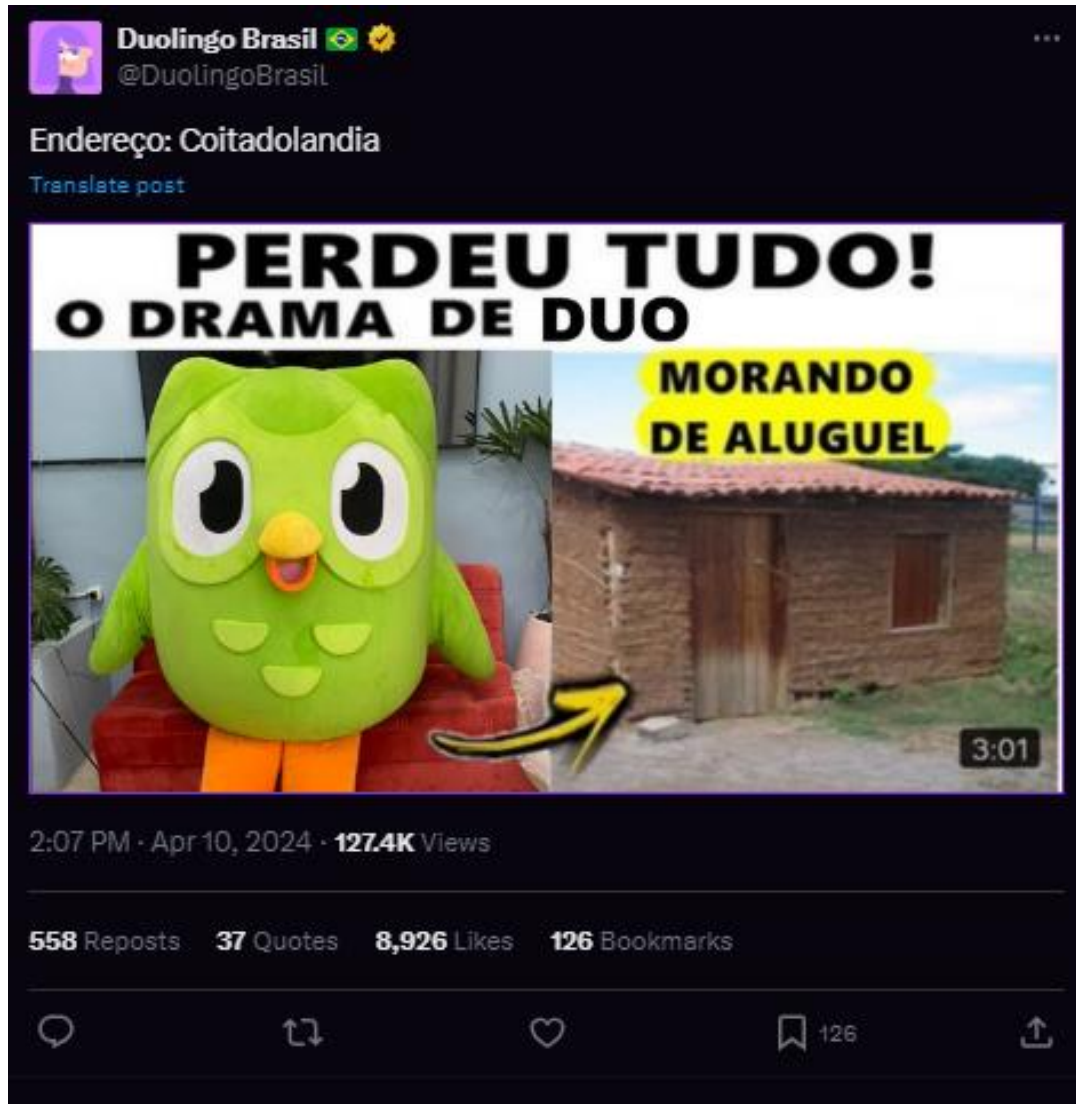 Duolingo Brasil
@DuolingoBrasil
Endereço: Coitadolandia
Translate post
PERDEU TUDO!
O DRAMA DE DUO
MORANDO
DE ALUGUEL
3:01
2:07 PM · Apr 10, 2024 · 127.4K Views
558 Reposts 37 Quotes 8,926 Likes 126 Bookmarks
126